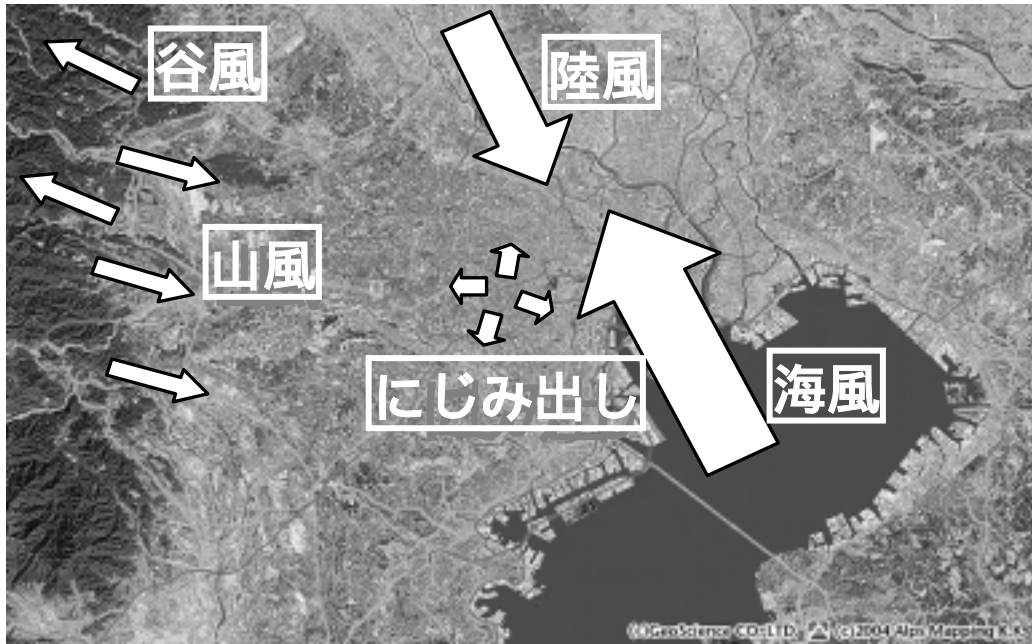 谷風
陸風
山風
にじみ出し
海風
(C)GeoScience CO.,LTD. (c)2004 Alps Mapping K.K.